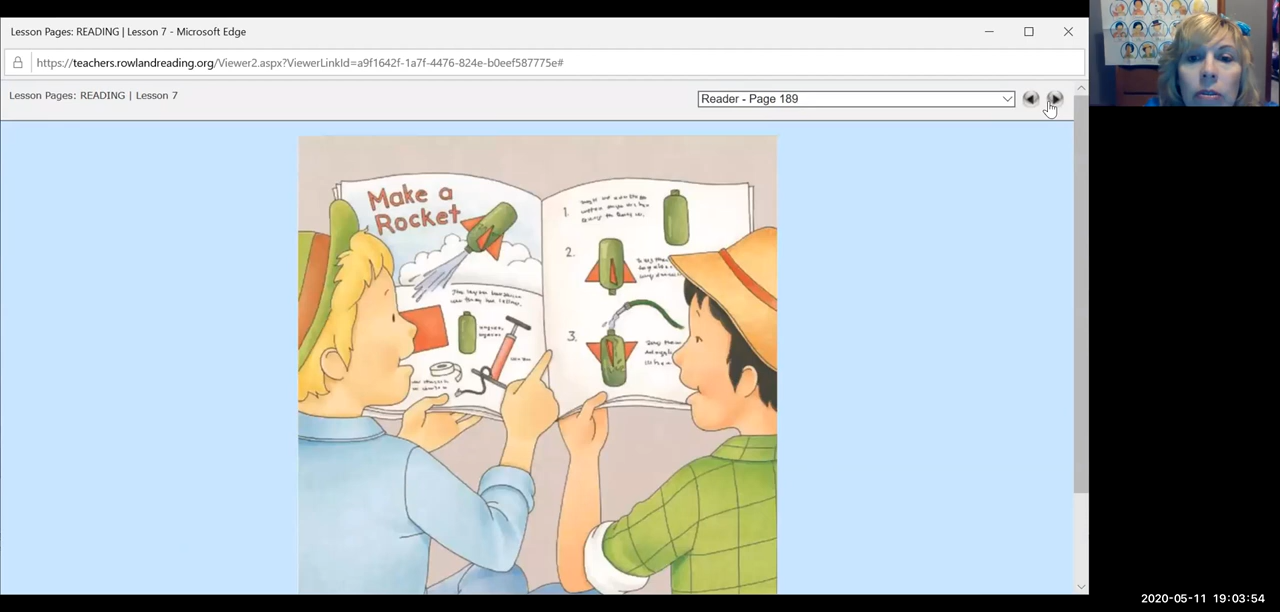 Lesson Pages: READING | Lesson 7 - Microsoft Edge
https://teachers.rowlandreading.org/Viewer2.aspx?ViewerLinkId=a9f1642f-1a7f-4476-824e-b0eef587775e#
Lesson Pages: READING | Lesson 7
Reader - Page 189
Make a
Rocket
1.
2.
3.
2020-05-11 19:03:54